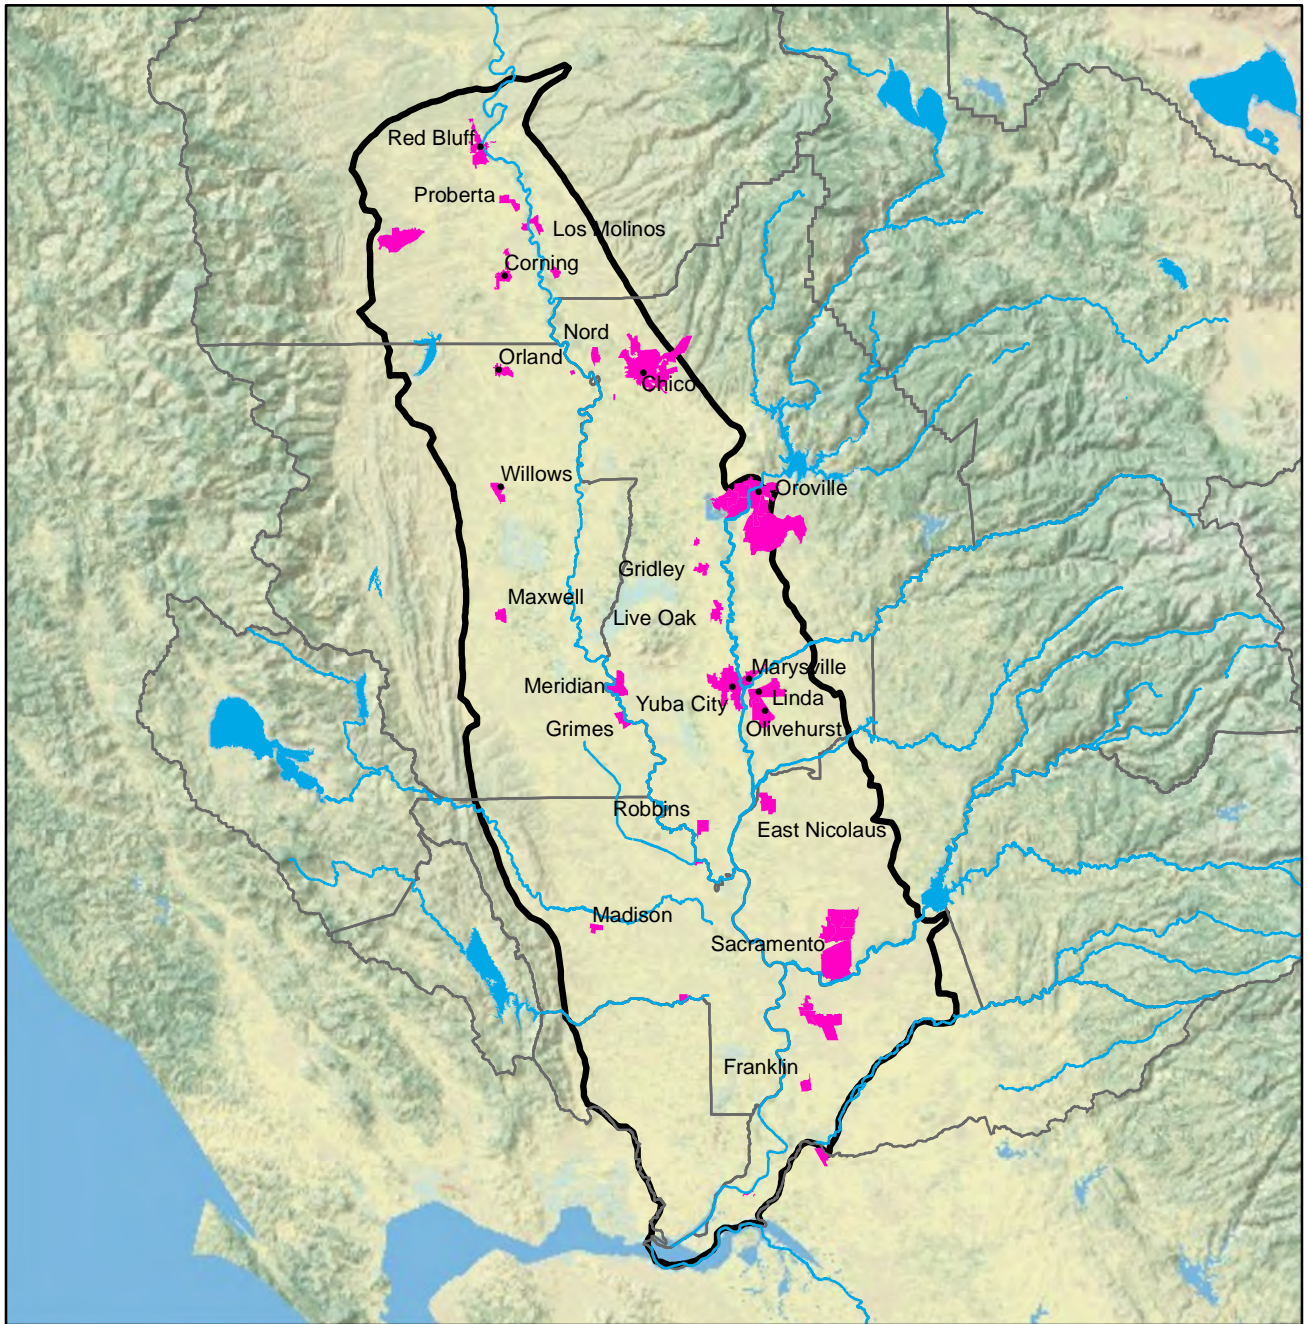 Red Bluff
Proberta
Los Molinos
Corning
Nord
Orland
Chico
Willows
Oroville
Gridley
Maxwell
Live Oak
Marysville
Meridian
Linda
Yuba City
Grimes
Olivehurst
Robbins
East Nicolaus
Madison
Sacramento
Franklin